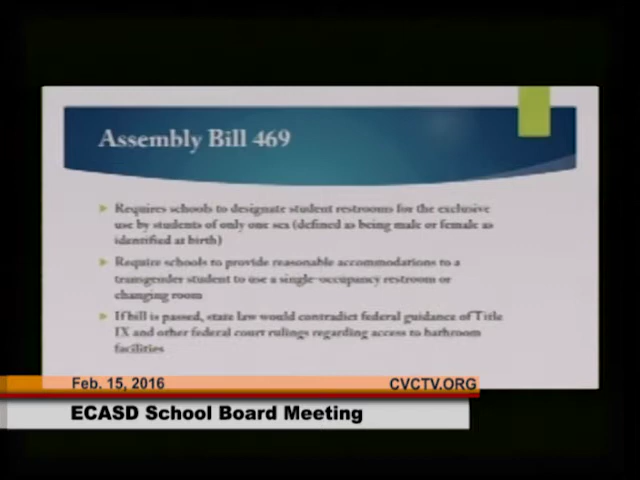 Assembly Bill 469
Requires schools to designate student restrooms for the exclusive
use by students of only one sex (defined as being male or female as
identified at birth)
Require schools to provide reasonable accommodations to a
transgender student to use a single-occupancy restroom or
changing room
If bill is passed, state law would contradict federal guidance of Title
IX and other federal court rulings regarding access to bathroom
facilities
Feb. 15, 2016 CVCTV.ORG
ECASD School Board Meeting